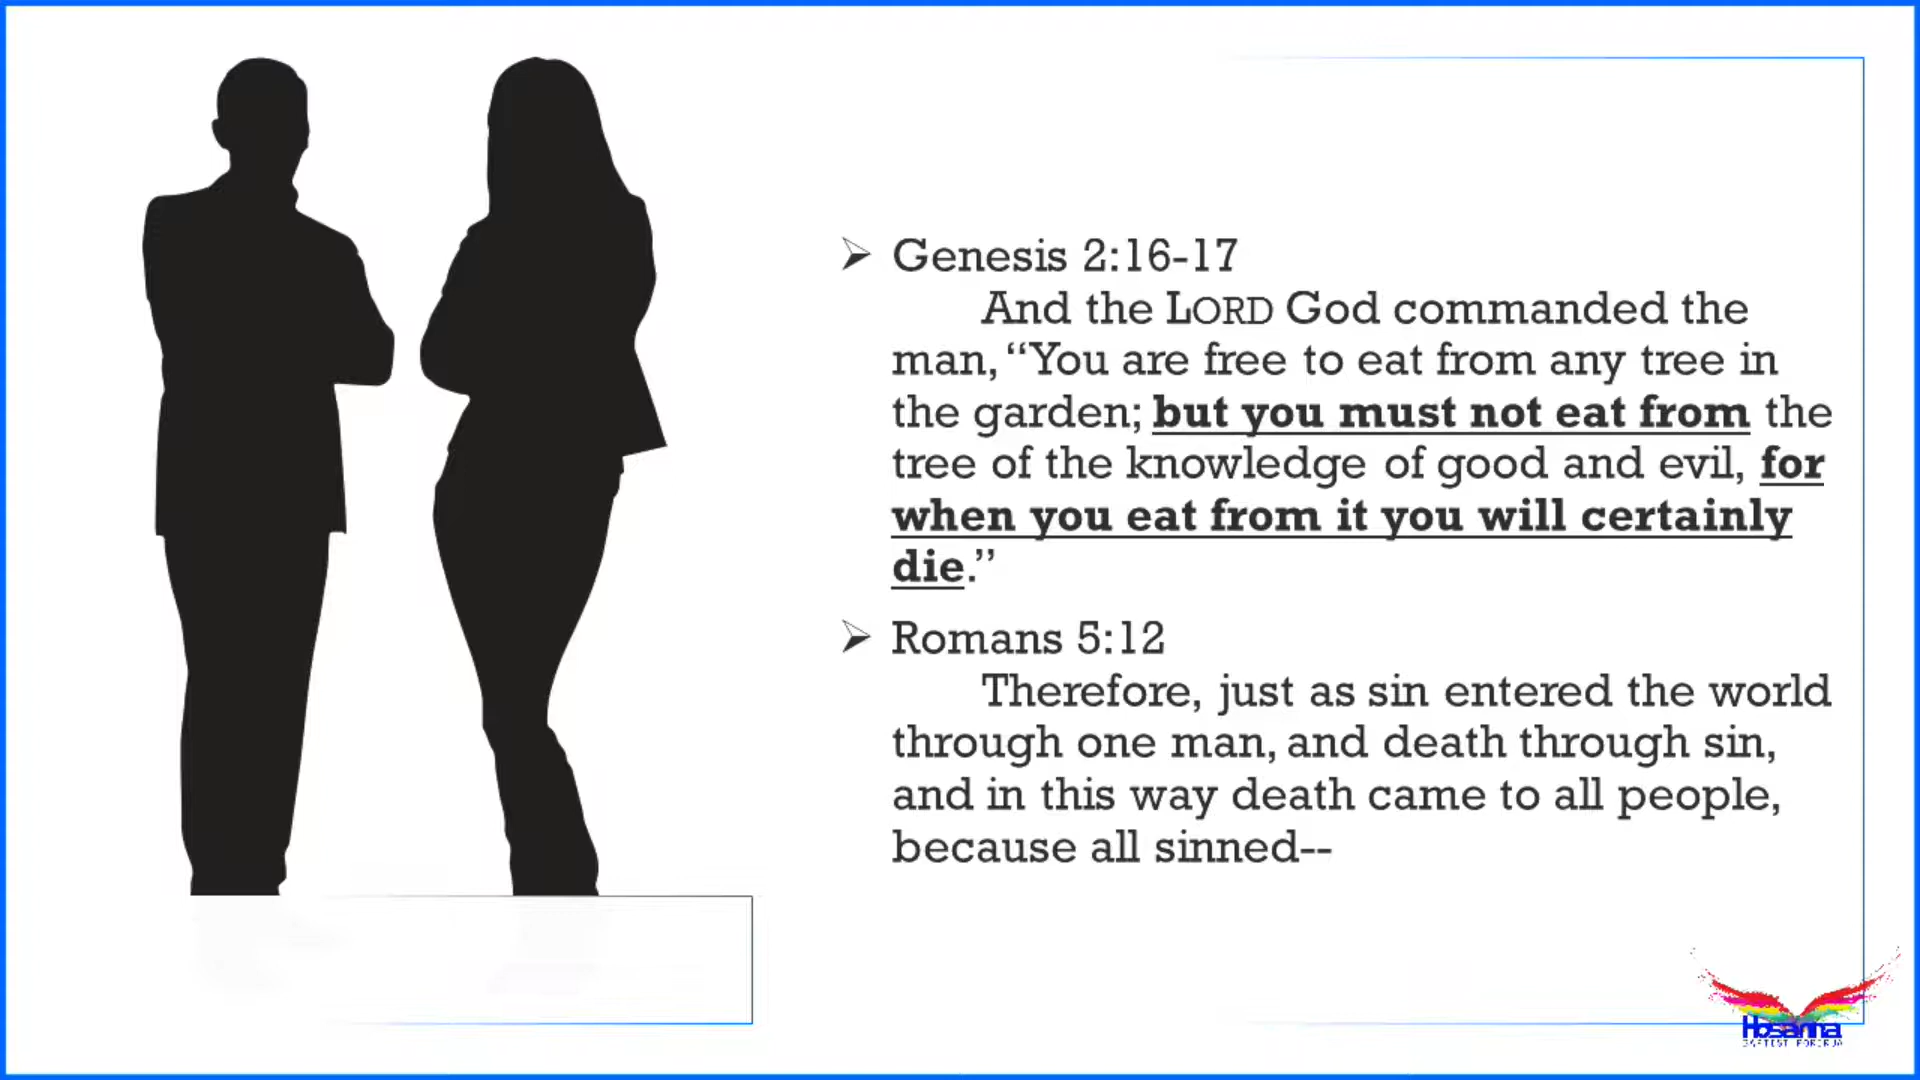 Genesis 2:16-17
And the LORD God commanded the
man, “You are free to eat from any tree in
the garden; but you must not eat from the
tree of the knowledge of good and evil, for
when you eat from it you will certainly
die.”
Romans 5:12
Therefore, just as sin entered the world
through one man, and death through sin,
and in this way death came to all people,
because all sinned--
Hosanna